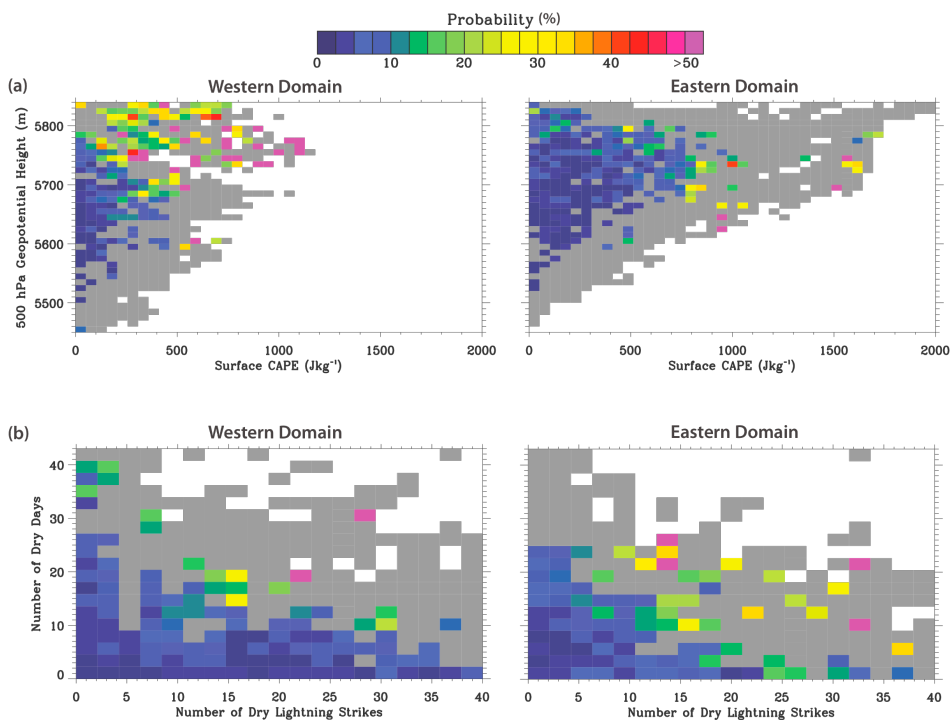 Probability (%)
0 10 20 30 40 >50
(a)
Western Domain
Eastern Domain
500 hPa Geopotential Height (m)
5800
5700
5600
5500
0 500 1000 1500 2000
0 500 1000 1500 2000
Surface CAPE (Jkg⁻¹)
Surface CAPE (Jkg⁻¹)
(b)
Western Domain
Eastern Domain
Number of Dry Days
40
30
20
10
0
0 5 10 15 20 25 30 35 40
0 5 10 15 20 25 30 35 40
Number of Dry Lightning Strikes
Number of Dry Lightning Strikes